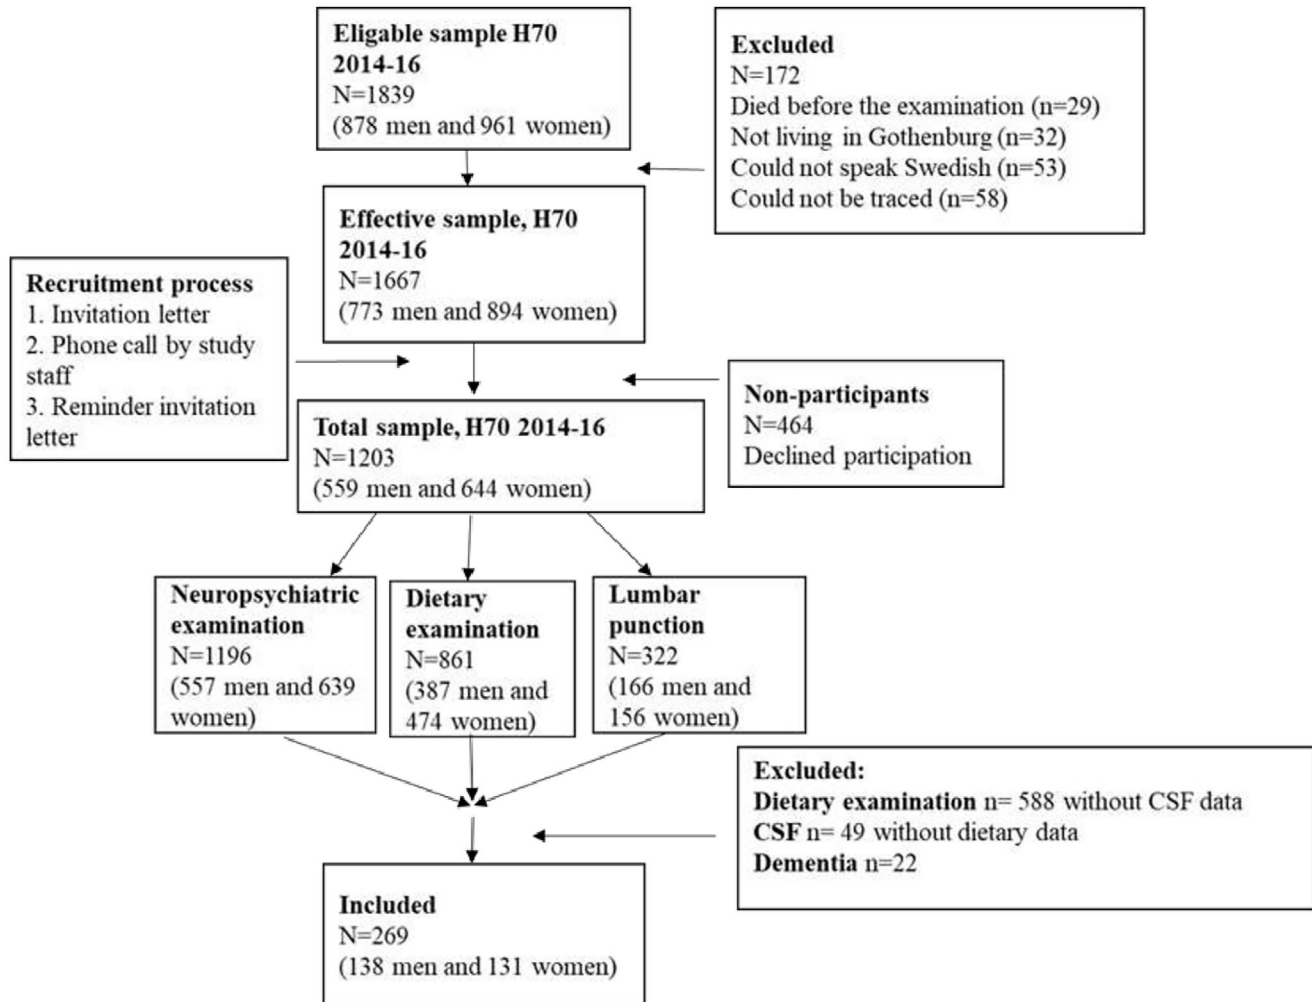 Eligable sample H70
2014-16
N=1839
(878 men and 961 women)
Excluded
N=172
Died before the examination (n=29)
Not living in Gothenburg (n=32)
Could not speak Swedish (n=53)
Could not be traced (n=58)
Effective sample, H70
2014-16
N=1667
(773 men and 894 women)
Recruitment process
1. Invitation letter
2. Phone call by study
staff
3. Reminder invitation
letter
Non-participants
N=464
Declined participation
Total sample, H70 2014-16
N=1203
(559 men and 644 women)
Neuropsychiatric
examination
N=1196
(557 men and 639
women)
Dietary
examination
N=861
(387 men and
474 women)
Lumbar
punction
N=322
(166 men and
156 women)
Excluded:
Dietary examination n= 588 without CSF data
CSF n= 49 without dietary data
Dementia n=22
Included
N=269
(138 men and 131 women)